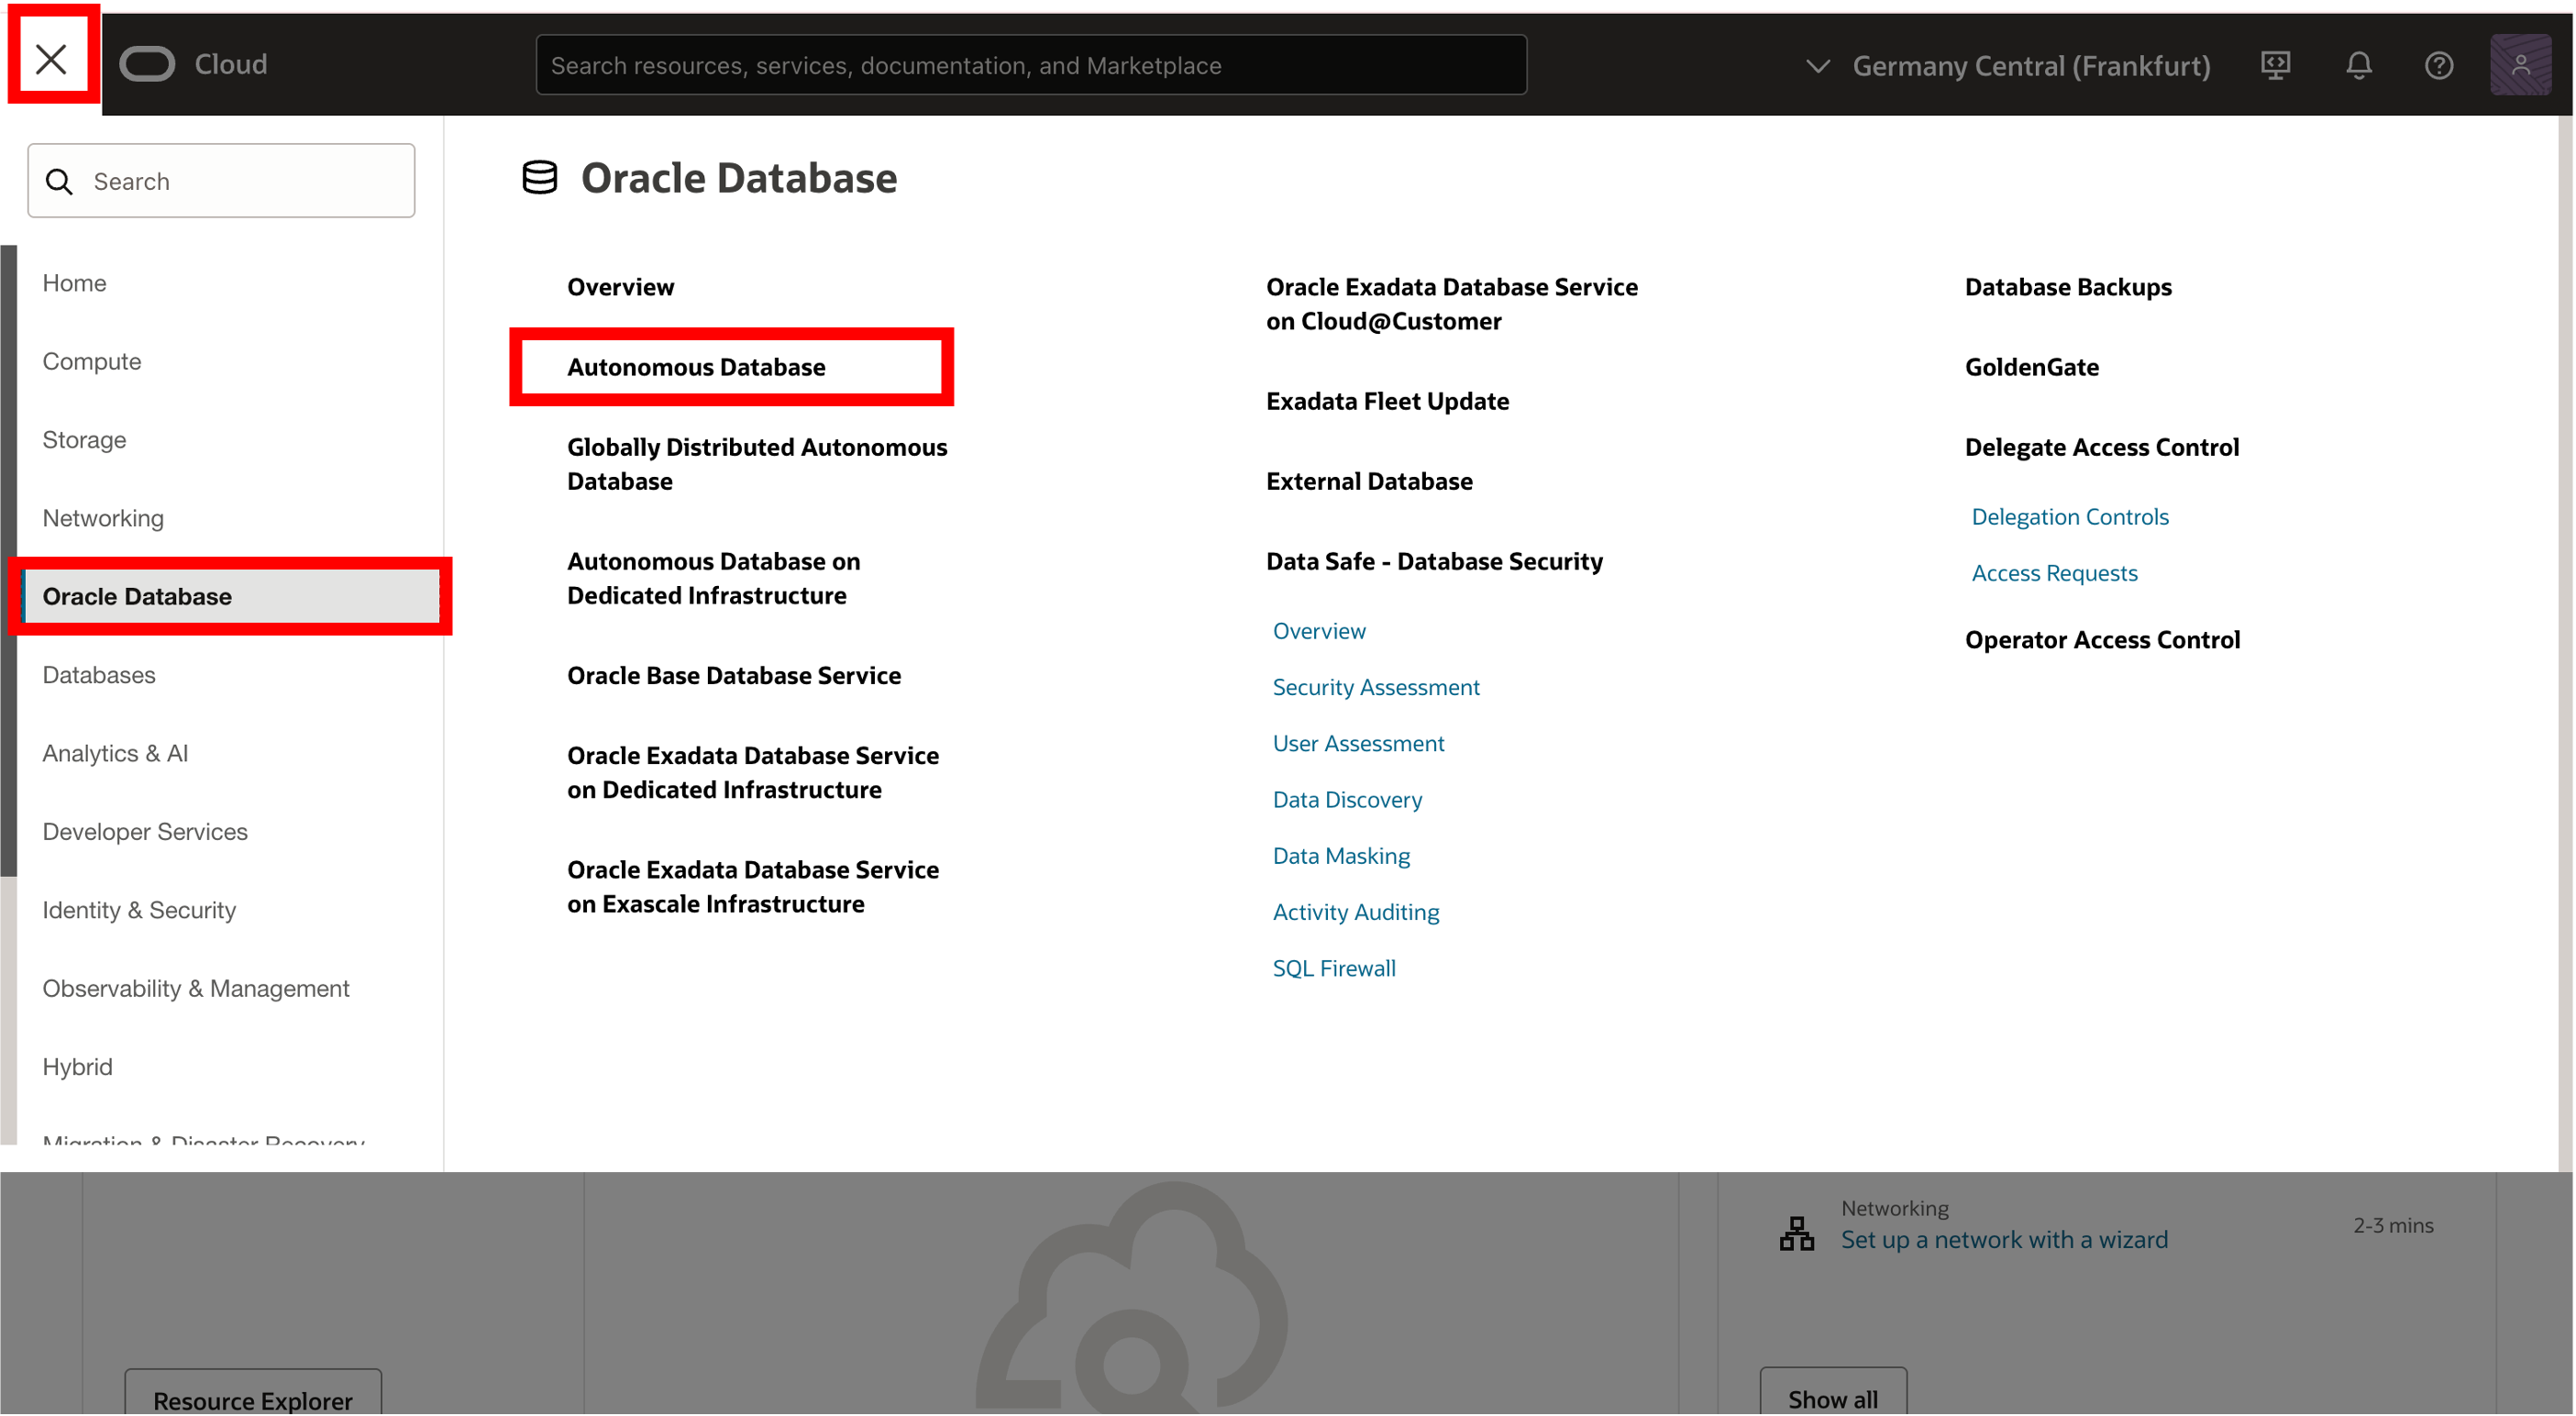 Cloud
Search resources, services, documentation, and Marketplace
Germany Central (Frankfurt)
Search
Home
Compute
Storage
Networking
Oracle Database
Databases
Analytics & AI
Developer Services
Identity & Security
Observability & Management
Hybrid
Migration & Disaster Recovery
Oracle Database
Overview
Autonomous Database
Globally Distributed Autonomous
Database
Autonomous Database on
Dedicated Infrastructure
Oracle Base Database Service
Oracle Exadata Database Service
on Dedicated Infrastructure
Oracle Exadata Database Service
on Exascale Infrastructure
Oracle Exadata Database Service
on Cloud@Customer
Exadata Fleet Update
External Database
Data Safe - Database Security
Overview
Security Assessment
User Assessment
Data Discovery
Data Masking
Activity Auditing
SQL Firewall
Database Backups
GoldenGate
Delegate Access Control
Delegation Controls
Access Requests
Operator Access Control
Resource Explorer
Networking
Set up a network with a wizard
2-3 mins
Show all